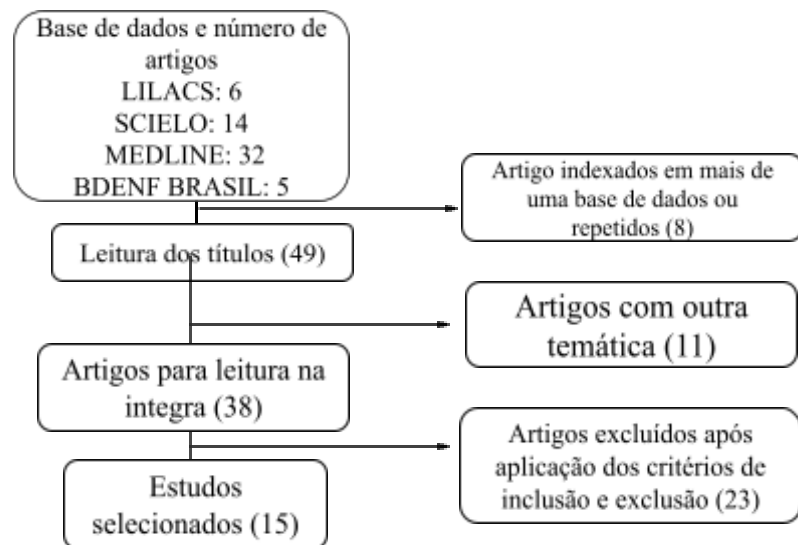 Base de dados e número de
artigos
LILACS: 6
SCIELO: 14
MEDLINE: 32
BDENF BRASIL: 5
Artigo indexados em mais de
uma base de dados ou
repetidos (8)
Leitura dos títulos (49)
Artigos com outra
temática (11)
Artigos para leitura na
integra (38)
Artigos excluídos após
aplicação dos critérios de
inclusão e exclusão (23)
Estudos
selecionados (15)